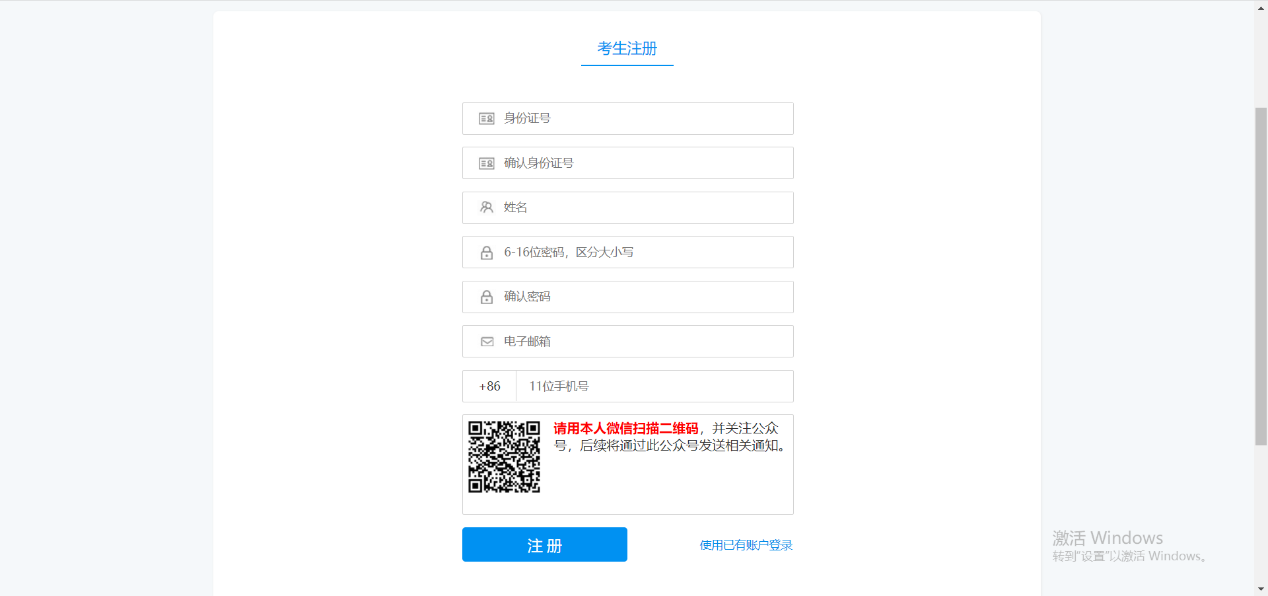 考生注册
身份证号
确认身份证号
姓名
6-16位密码，区分大小写
确认密码
电子邮箱
+86 11位手机号
请用本人微信扫描二维码，并关注公众
号，后续将通过此公众号发送相关通知。
注 册 使用已有账户登录
激活 Windows
转到"设置"以激活 Windows。